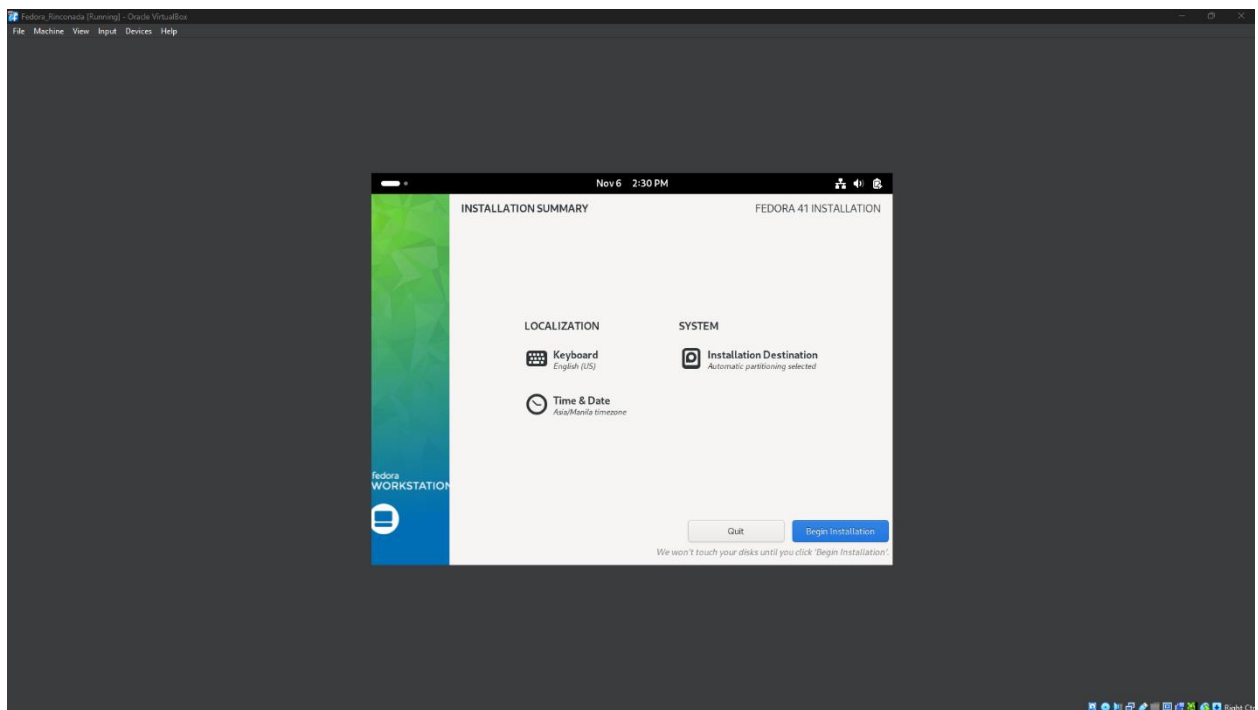 Fedora_Rinconada [Running] - Oracle VirtualBox
File Machine View Input Devices Help
Nov 6 2:30 PM
INSTALLATION SUMMARY FEDORA 41 INSTALLATION
LOCALIZATION SYSTEM
Keyboard Installation Destination
English (US) Automatic partitioning selected
Time & Date
Asia/Manila timezone
fedora
WORKSTATION
Quit Begin Installation
We won't touch your disks until you click 'Begin Installation'.
Right Ctrl